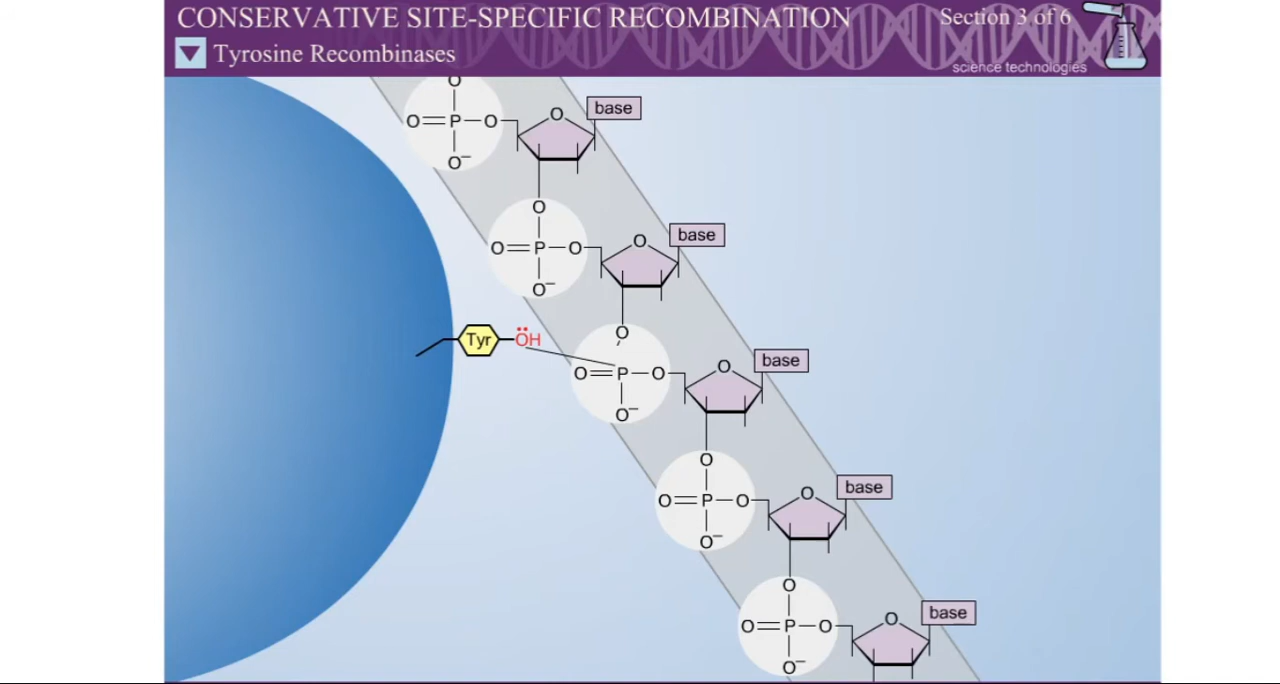 CONSERVATIVE SITE-SPECIFIC RECOMBINATION
Section 3 of 6
Tyrosine Recombinases
science technologies
O
O=P—O
O⁻
O
base
O
O=P—O
O⁻
O
base
Tyr
ÖH
O
O=P—O
O⁻
O
base
O
O=P—O
O⁻
O
base
O
O=P—O
O⁻
O
base